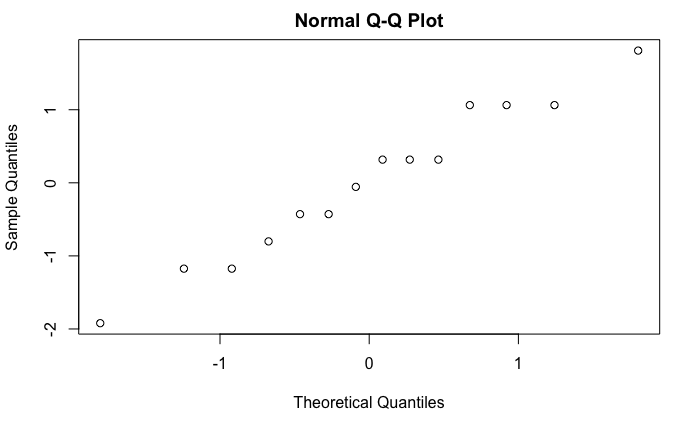 Normal Q-Q Plot
Sample Quantiles
1
0
-1
-2
-1 0 1
Theoretical Quantiles